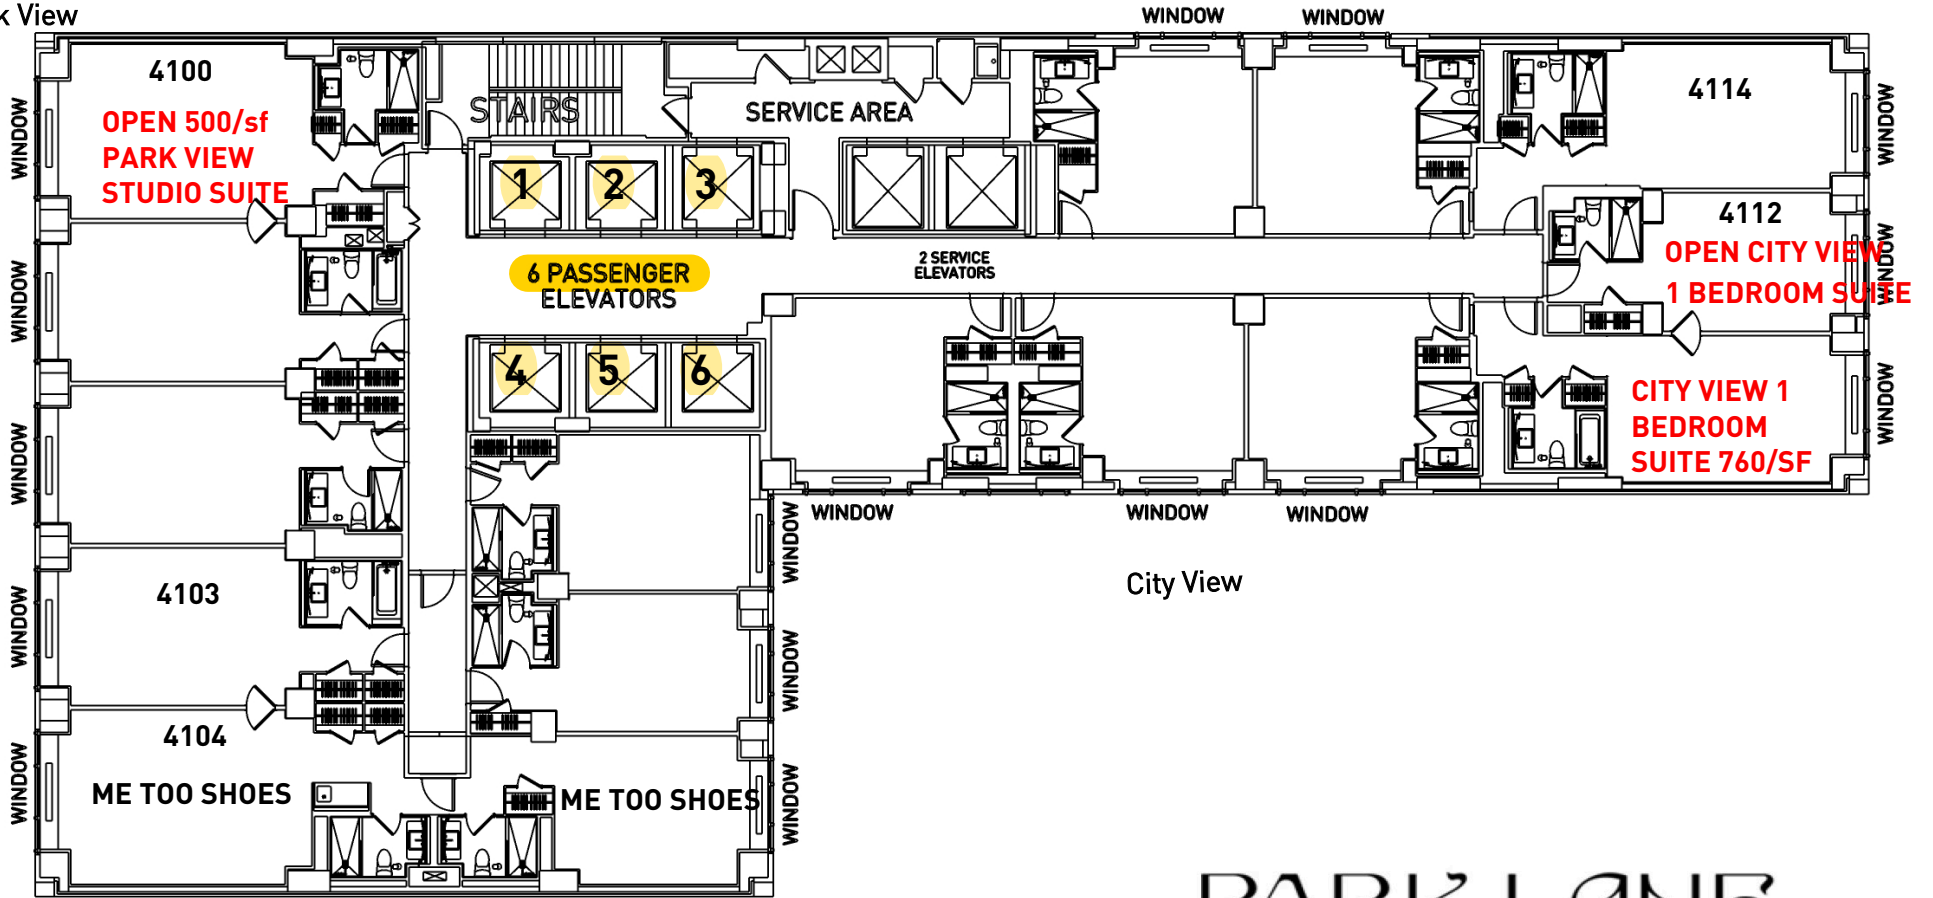 k View
WINDOW
WINDOW
4100
OPEN 500/sf
PARK VIEW
STUDIO SUITE
WINDOW
STAIRS
SERVICE AREA
4114
WINDOW
1
2
3
4112
OPEN CITY VIEW
1 BEDROOM SUITE
WINDOW
2 SERVICE
ELEVATORS
6 PASSENGER
ELEVATORS
WINDOW
4
5
6
CITY VIEW 1
BEDROOM
SUITE 760/SF
WINDOW
WINDOW
WINDOW
WINDOW
WINDOW
WINDOW
City View
4103
WINDOW
WINDOW
4104
ME TOO SHOES
ME TOO SHOES
WINDOW
WINDOW
PARK LANE